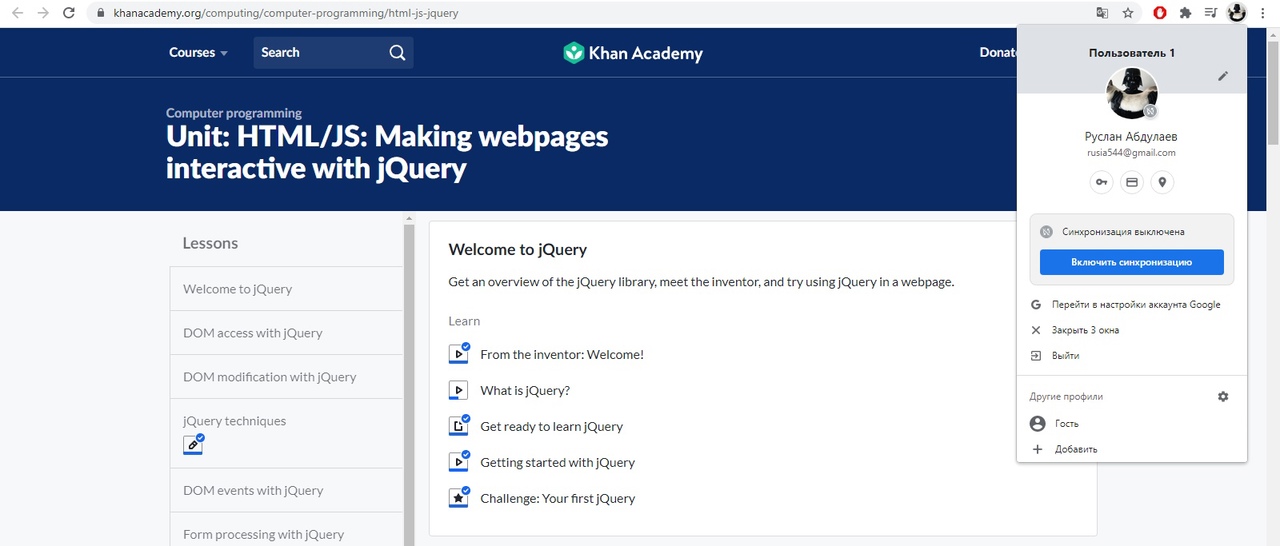 khanacademy.org/computing/computer-programming/html-js-jquery
Courses
Search
Khan Academy
Donat
Computer programming
Unit: HTML/JS: Making webpages
interactive with jQuery
Lessons
Welcome to jQuery
DOM access with jQuery
DOM modification with jQuery
jQuery techniques
DOM events with jQuery
Form processing with jQuery
Welcome to jQuery
Get an overview of the jQuery library, meet the inventor, and try using jQuery in a webpage.
Learn
From the inventor: Welcome!
What is jQuery?
Get ready to learn jQuery
Getting started with jQuery
Challenge: Your first jQuery
Пользователь 1
Руслан Абдулаев
rusia544@gmail.com
Синхронизация выключена
Включить синхронизацию
G Перейти в настройки аккаунта Google
Закрыть 3 окна
Выйти
Другие профили
Гость
Добавить